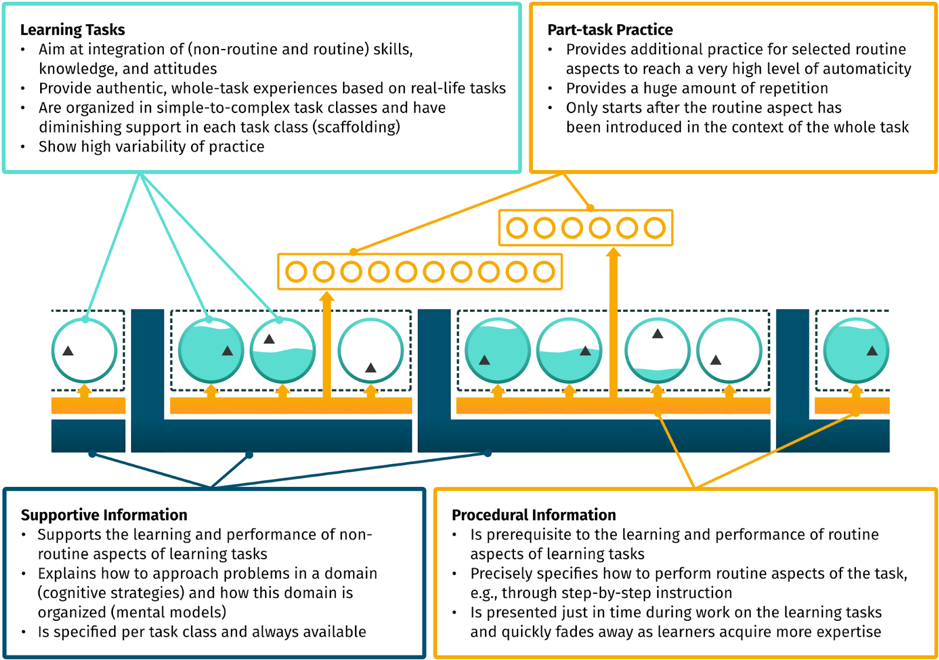 Learning Tasks
• Aim at integration of (non-routine and routine) skills,
knowledge, and attitudes
• Provide authentic, whole-task experiences based on real-life tasks
• Are organized in simple-to-complex task classes and have
diminishing support in each task class (scaffolding)
• Show high variability of practice
Part-task Practice
• Provides additional practice for selected routine
aspects to reach a very high level of automaticity
• Provides a huge amount of repetition
• Only starts after the routine aspect has
been introduced in the context of the whole task
Supportive Information
• Supports the learning and performance of non-
routine aspects of learning tasks
• Explains how to approach problems in a domain
(cognitive strategies) and how this domain is
organized (mental models)
• Is specified per task class and always available
Procedural Information
• Is prerequisite to the learning and performance of routine
aspects of learning tasks
• Precisely specifies how to perform routine aspects of the task,
e.g., through step-by-step instruction
• Is presented just in time during work on the learning tasks
and quickly fades away as learners acquire more expertise